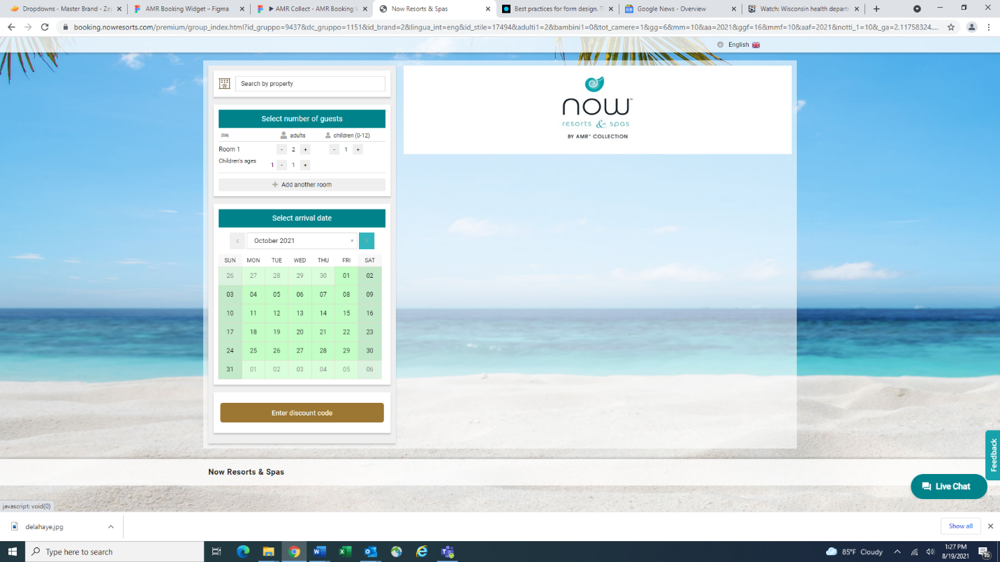 Dropdowns - Master Brand - Ze
AMR Booking Widget – Figma
AMR Collect - AMR Booking
Now Resorts & Spas
Best practices for form design.
Google News - Overview
Watch: Wisconsin health depart
booking.nowresorts.com/premium/group_index.html?id_gruppo=9437&dc_gruppo=1151&id_brand=2&lingua_int=eng&id_stile=17494&adulti1=2&bambini1=0&tot_camere=1&gg=6&mm=10&aa=2021&ggf=16&mmf=10&aaf=2021&notti_1=10&_ga=2.11758324....
English
Search by property
Select number of guests
adults children (0-12)
Room 1 - 2 + - 1 +
Children's ages 1 - 1 +
+ Add another room
Select arrival date
< October 2021 >
SUN MON TUE WED THU FRI SAT
26 27 28 29 30 01 02
03 04 05 06 07 08 09
10 11 12 13 14 15 16
17 18 19 20 21 22 23
24 25 26 27 28 29 30
31 01 02 03 04 05 06
Enter discount code
now™
resorts & spas
BY AMR™ COLLECTION
Now Resorts & Spas
Feedback
Live Chat
javascript: void(0)
delahaye.jpg
Show all
Type here to search
85°F Cloudy
1:27 PM
8/19/2021
16